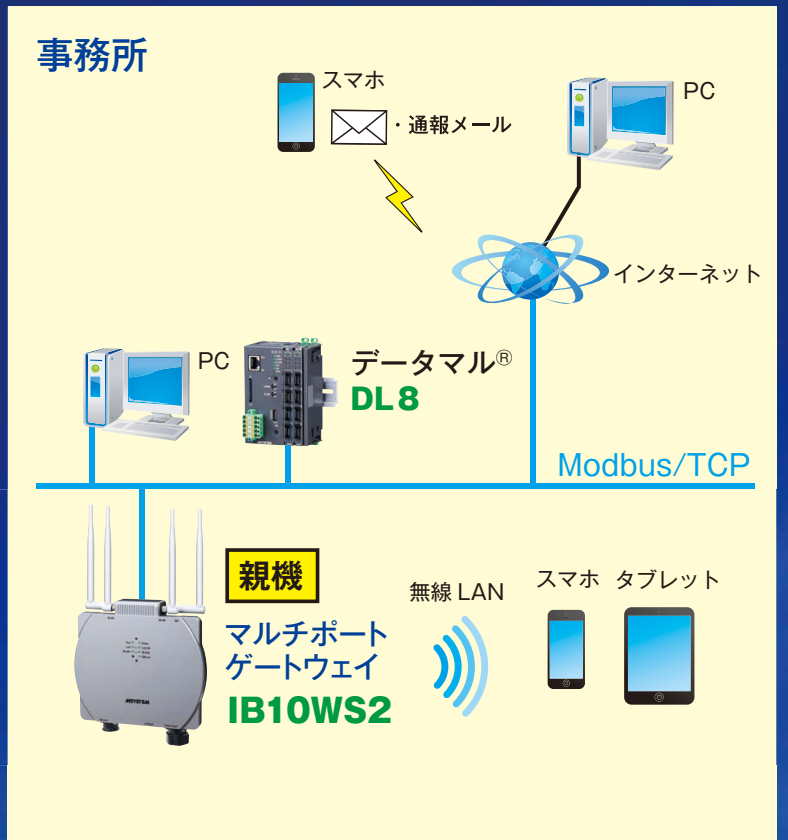 事務所
スマホ
・通報メール
PC
インターネット
PC
データマル®
DL8
Modbus/TCP
親機
マルチポート
ゲートウェイ
IB10WS2
無線 LAN
スマホ
タブレット